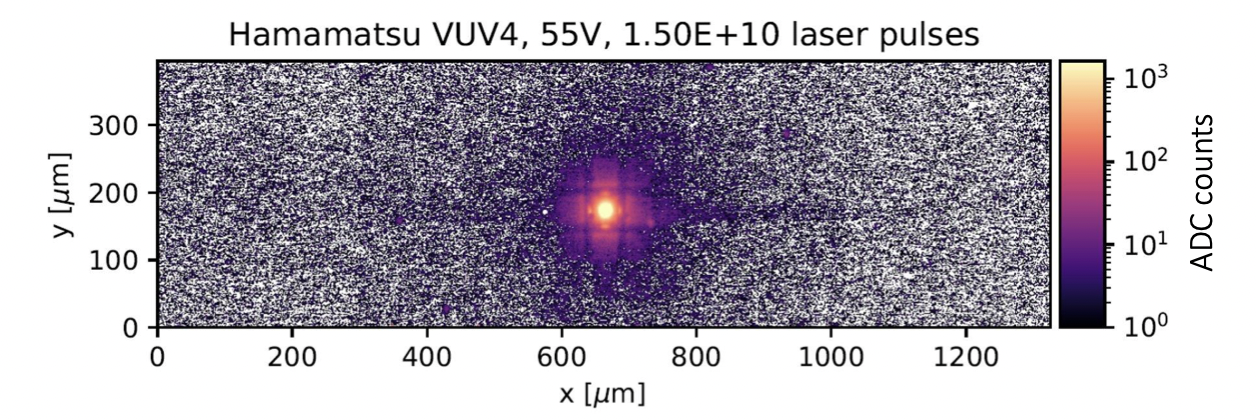 Hamamatsu VUV4, 55V, 1.50E+10 laser pulses
y [μm]
300
200
100
0
0 200 400 600 800 1000 1200
x [μm]
10³
10²
10¹
10⁰
ADC counts